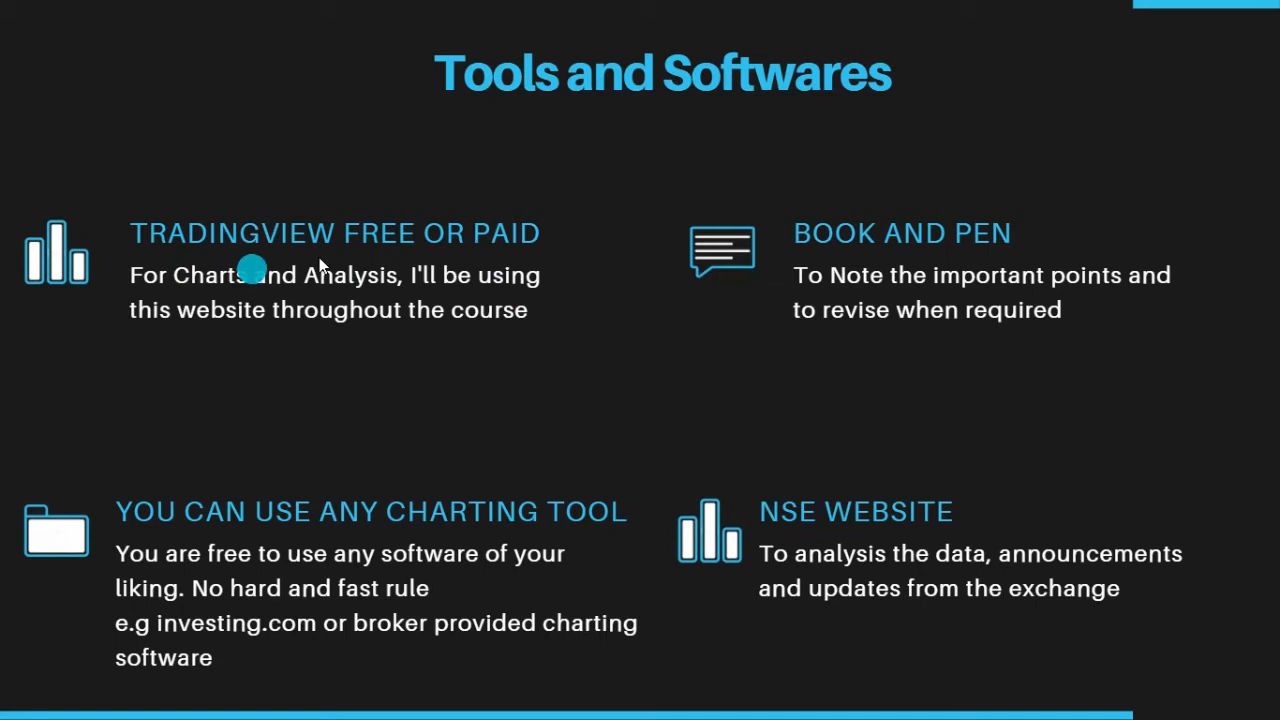 Tools and Softwares
TRADINGVIEW FREE OR PAID
For Charts and Analysis, I'll be using
this website throughout the course
BOOK AND PEN
To Note the important points and
to revise when required
YOU CAN USE ANY CHARTING TOOL
You are free to use any software of your
liking. No hard and fast rule
e.g investing.com or broker provided charting
software
NSE WEBSITE
To analysis the data, announcements
and updates from the exchange